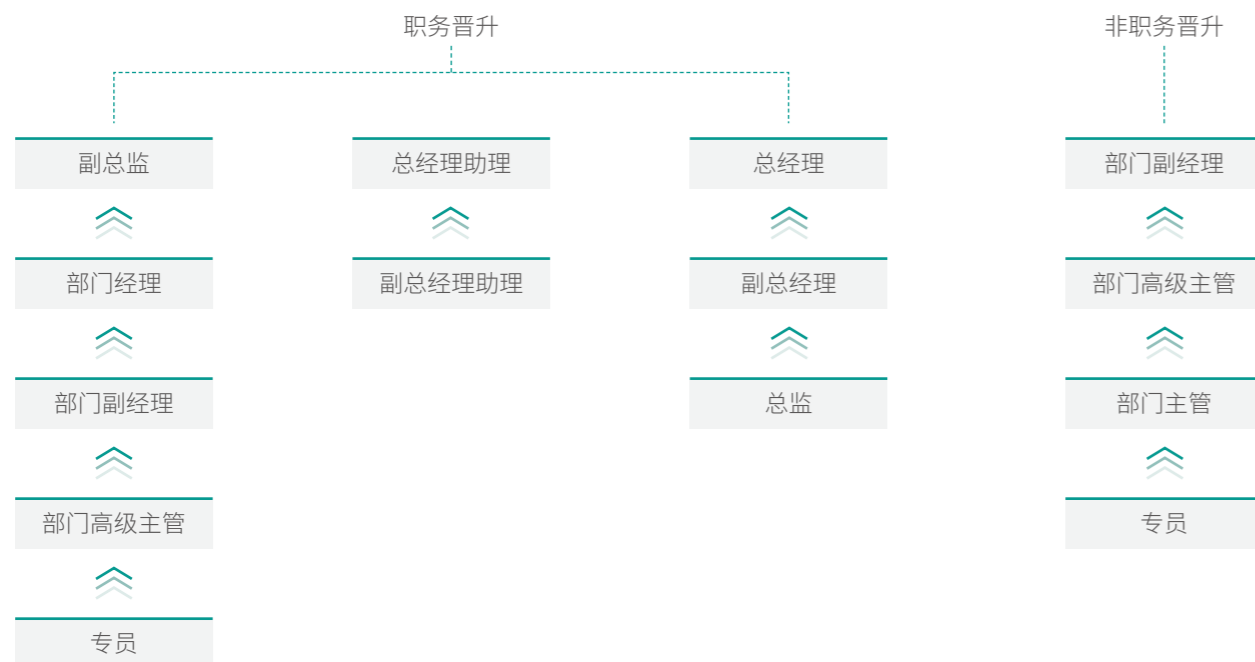 职务晋升
非职务晋升
副总监
总经理助理
总经理
部门副经理
部门经理
副总经理助理
副总经理
部门高级主管
部门副经理
总监
部门主管
部门高级主管
专员
专员